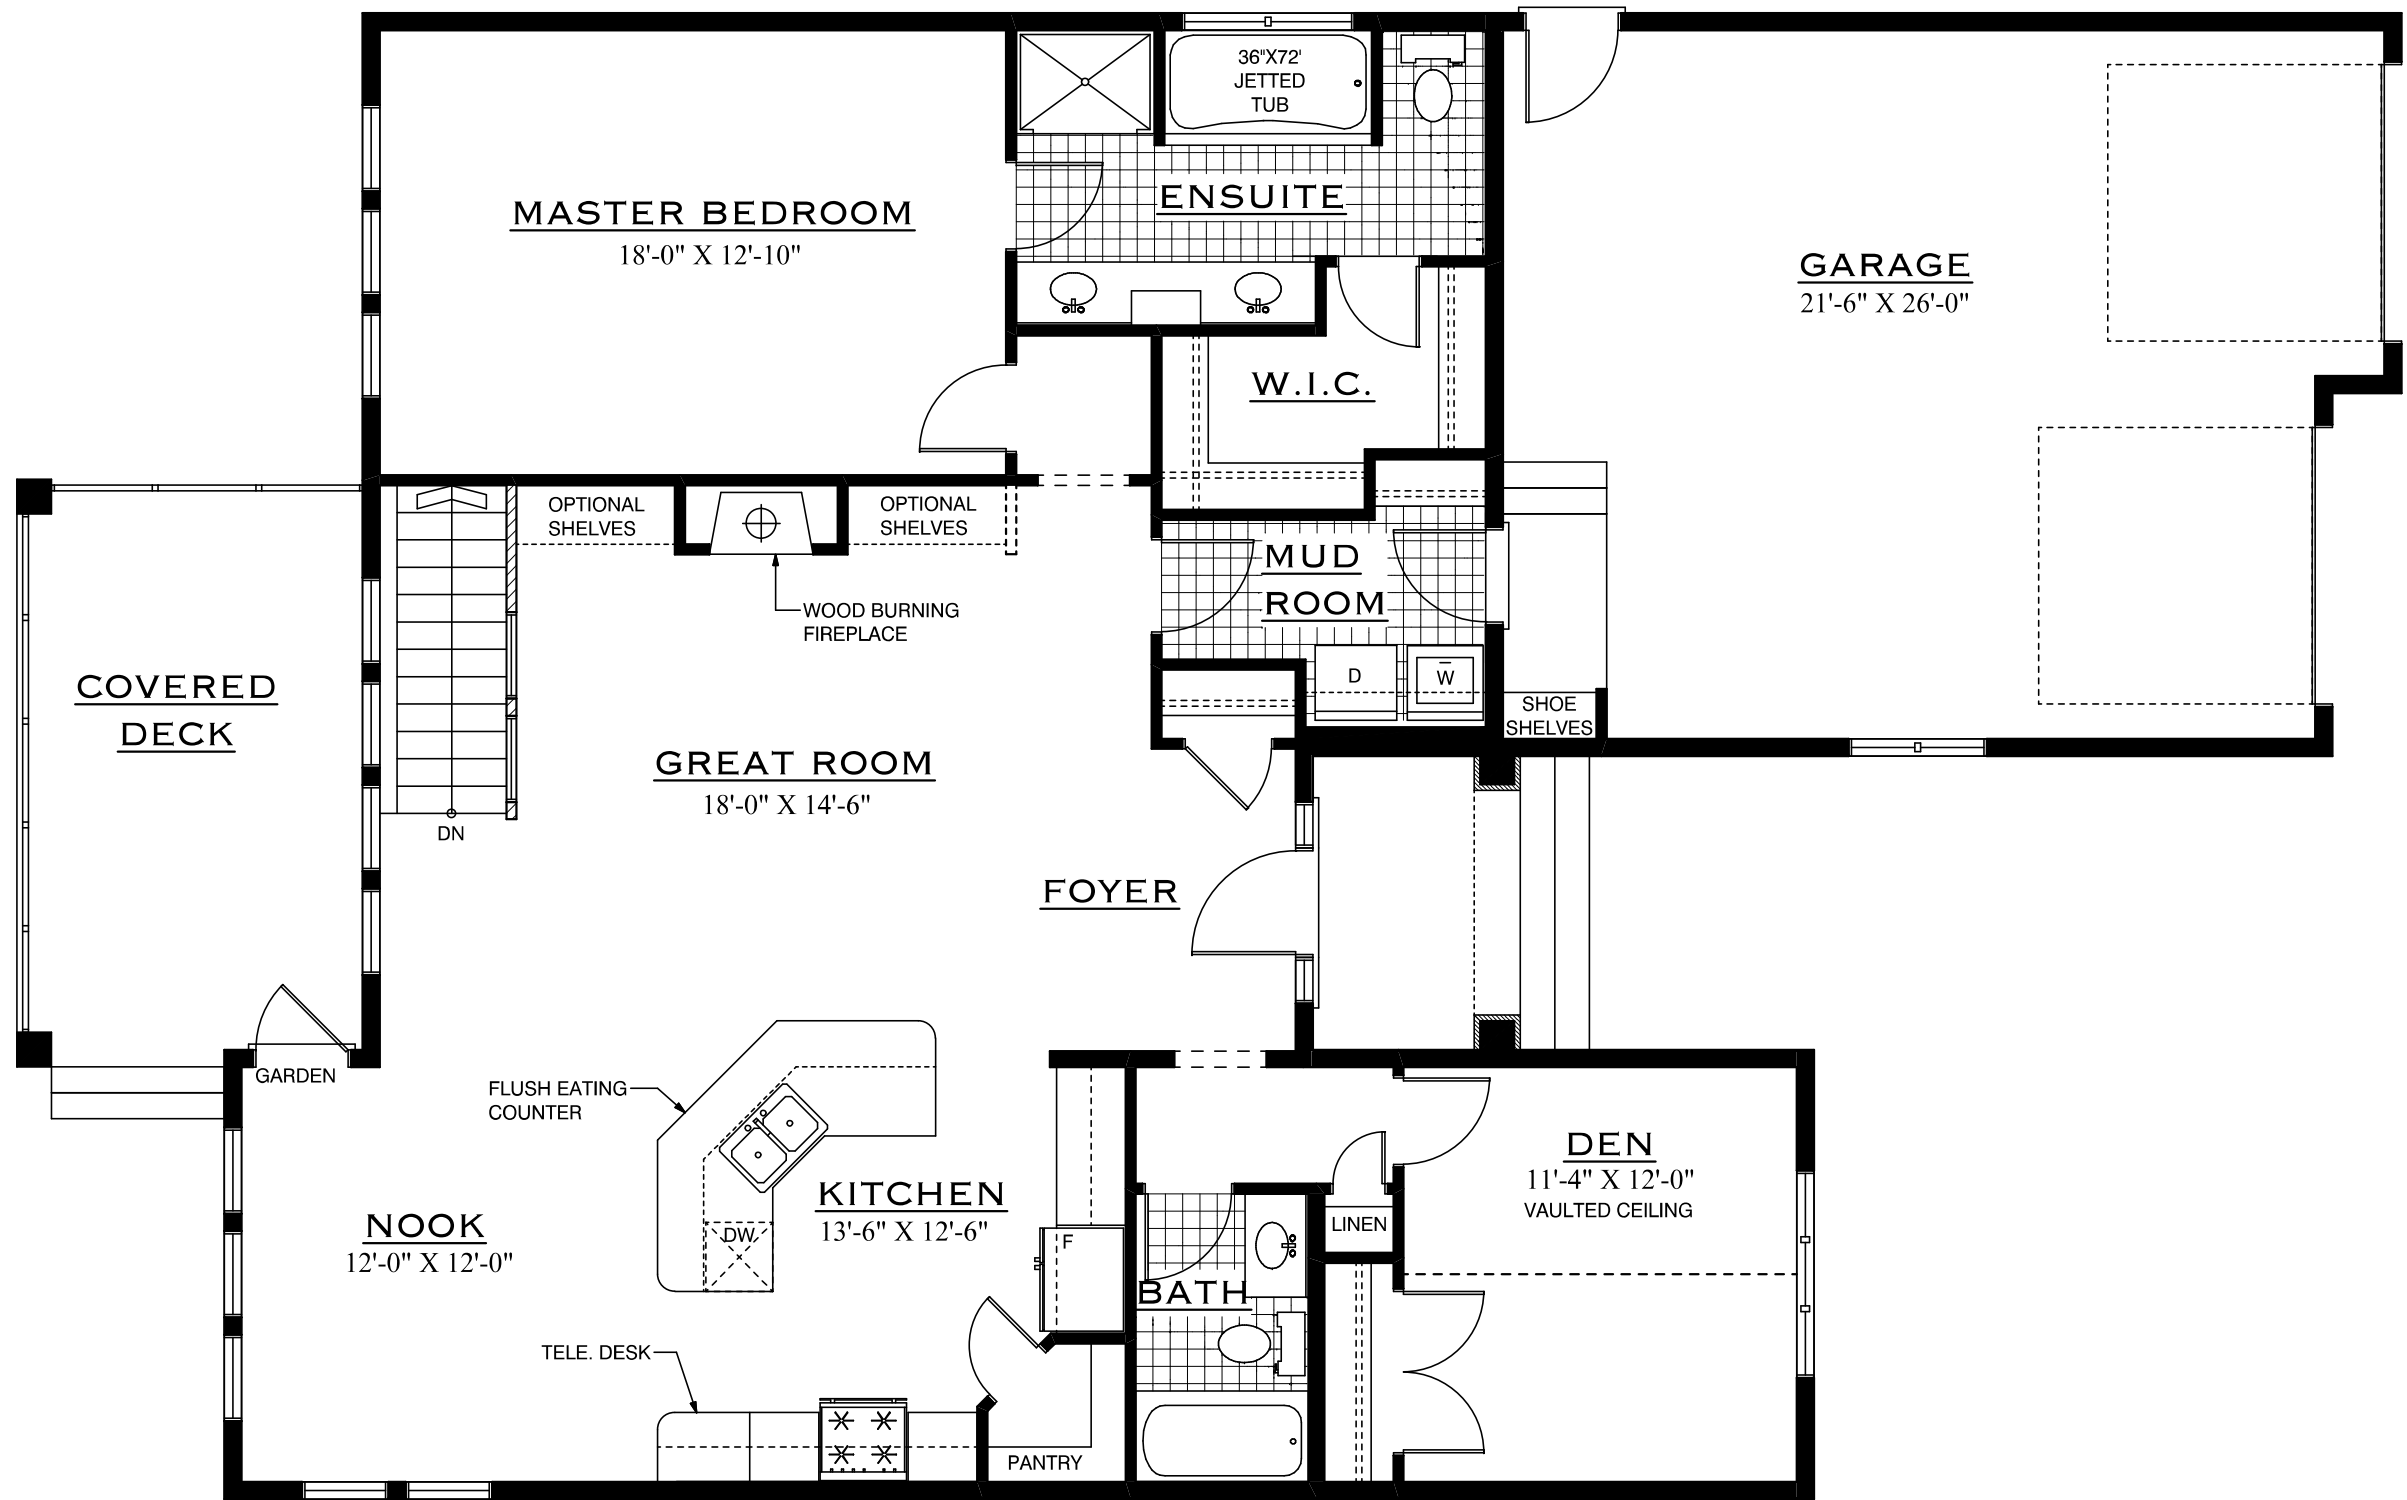 36"X72'
JETTED
TUB
ENSUITE
MASTER BEDROOM
18'-0" X 12'-10"
GARAGE
21'-6" X 26'-0"
W.I.C.
OPTIONAL
SHELVES
OPTIONAL
SHELVES
MUD
ROOM
WOOD BURNING
FIREPLACE
D
W
COVERED
DECK
SHOE
SHELVES
GREAT ROOM
18'-0" X 14'-6"
DN
FOYER
GARDEN
FLUSH EATING
COUNTER
DEN
11'-4" X 12'-0"
VAULTED CEILING
KITCHEN
13'-6" X 12'-6"
NOOK
12'-0" X 12'-0"
DW
F
LINEN
BATH
TELE. DESK
PANTRY